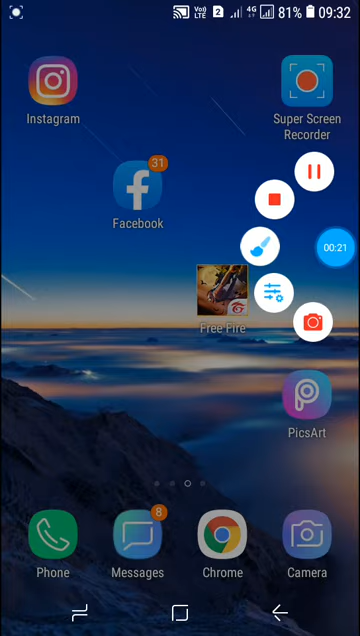 VoD LTE 2 4G 81% 09:32
Instagram
Super Screen
Recorder
31
Facebook
00:21
Free Fire
PicsArt
8
Phone
Messages
Chrome
Camera